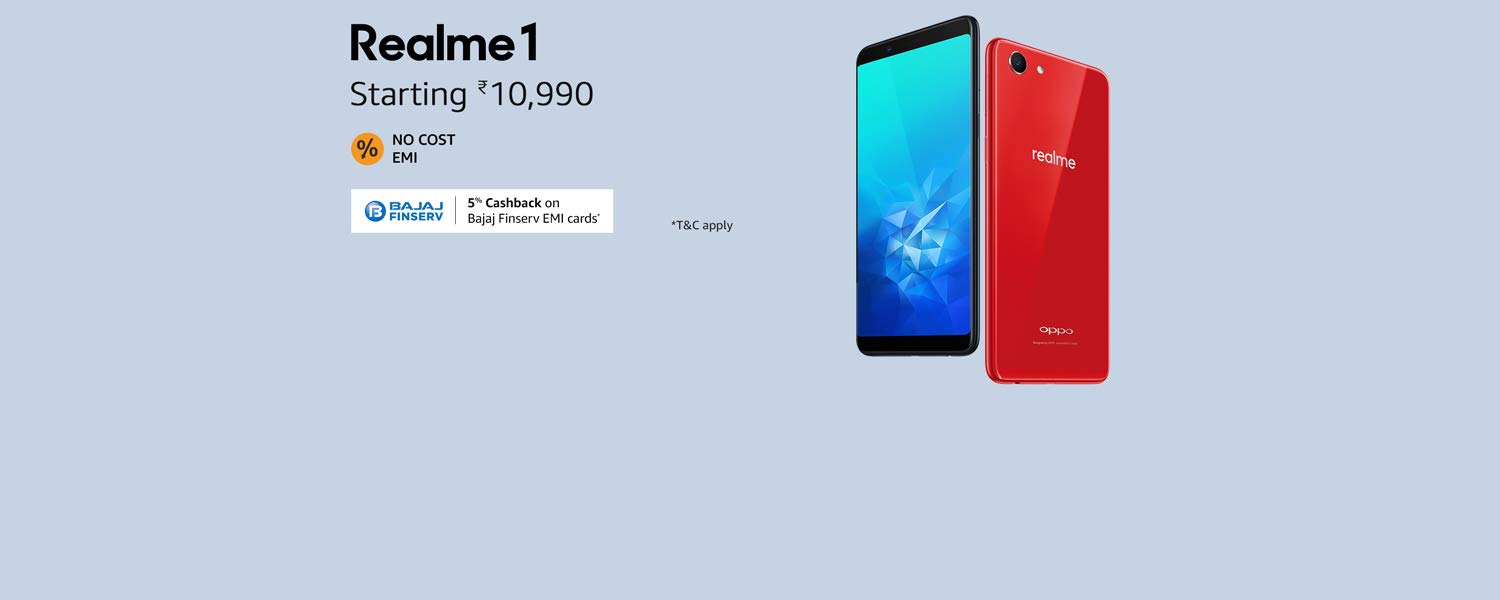 Realme 1
Starting ₹10,990
%
NO COST
EMI
BAJAJ
FINSERV
5% Cashback on
Bajaj Finserv EMI cards*
*T&C apply
realme
oppo